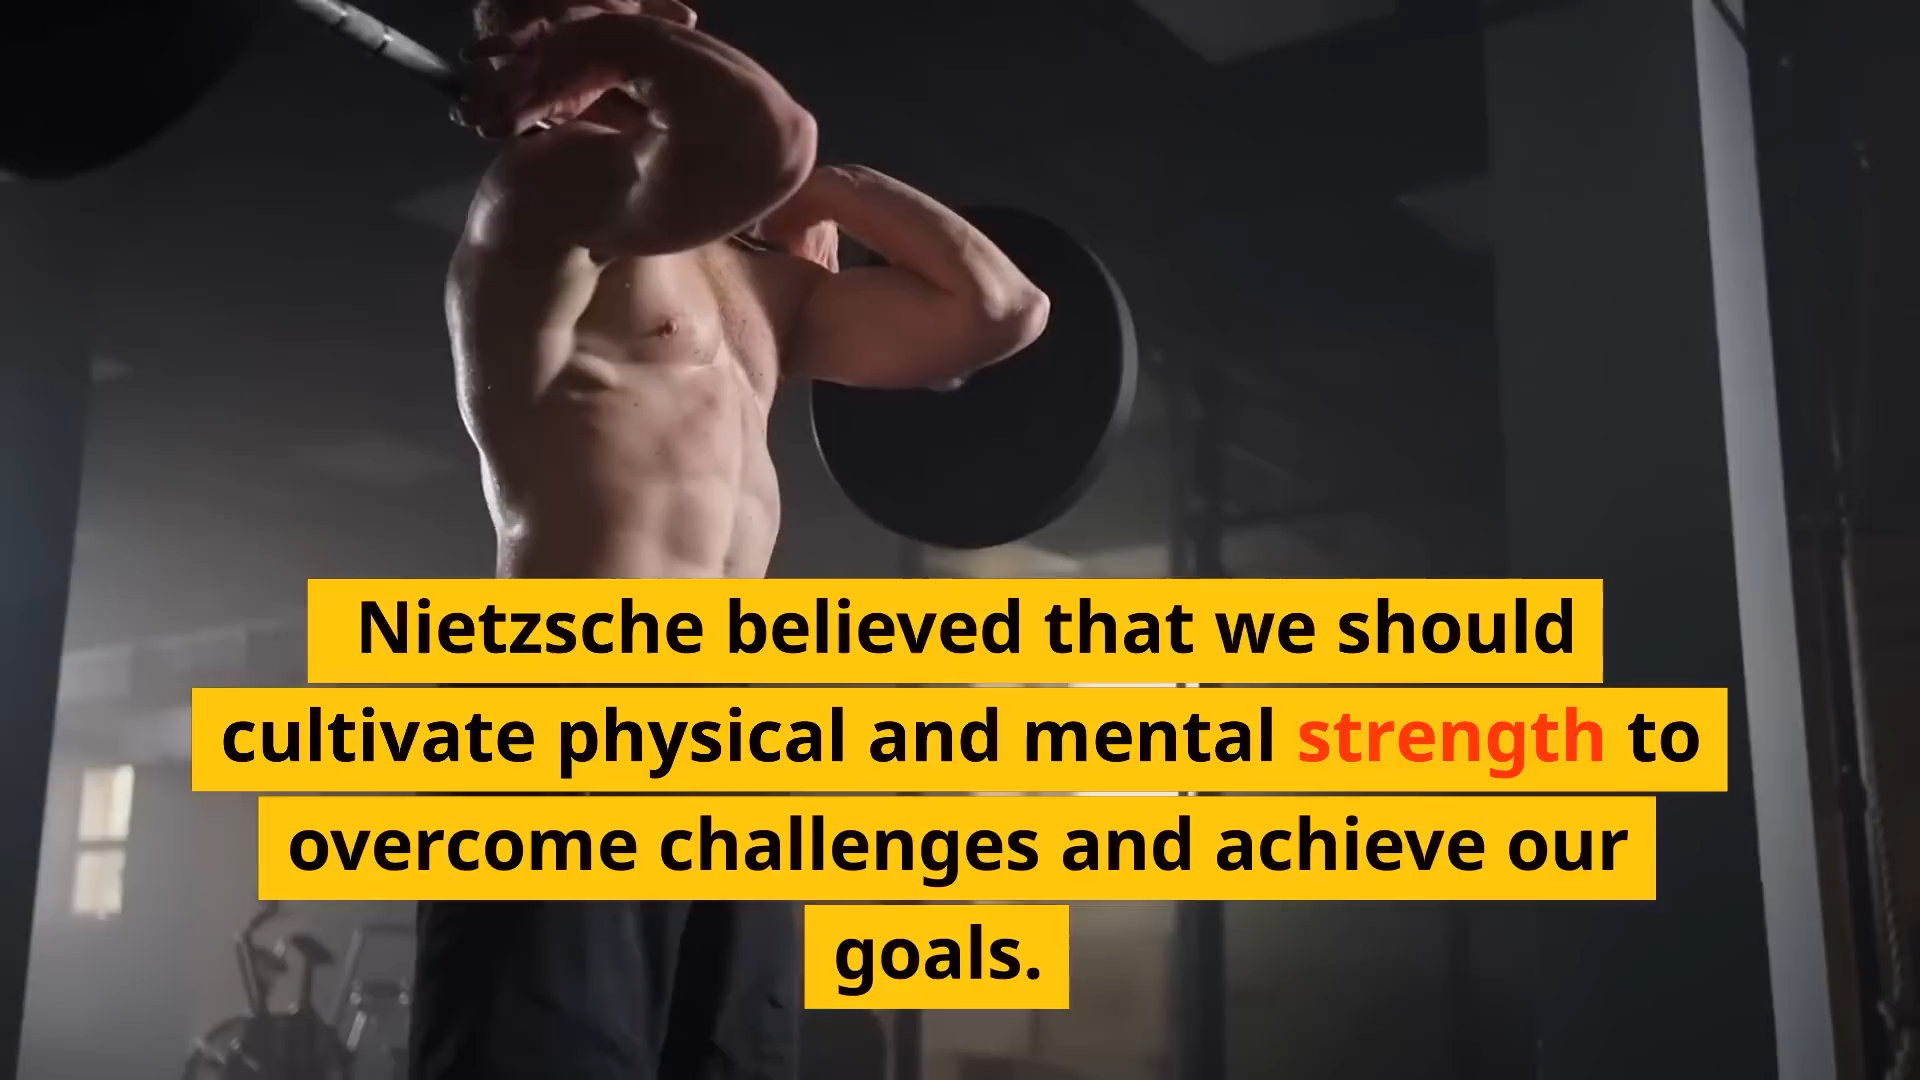 Nietzsche believed that we should
cultivate physical and mental strength to
overcome challenges and achieve our
goals.